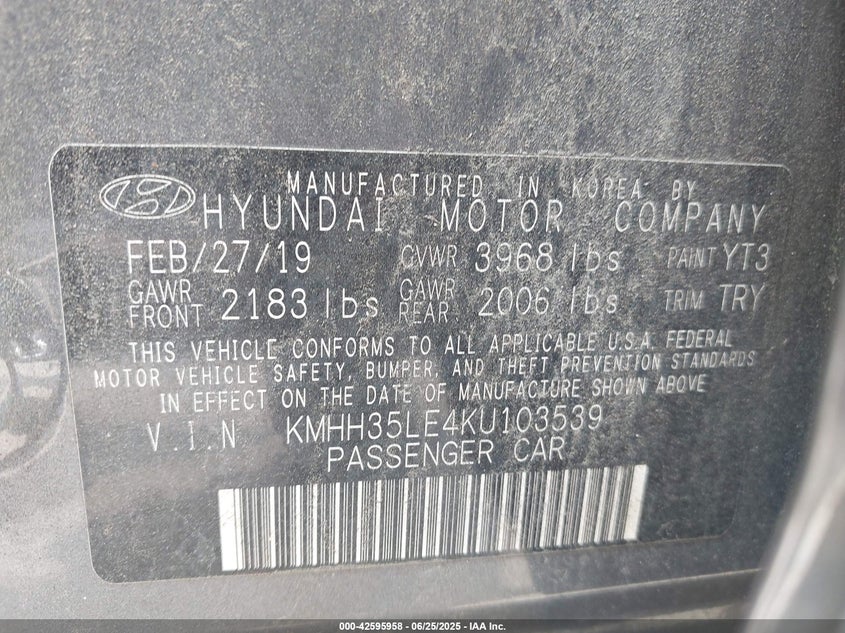 MANUFACTURED IN KOREA BY
HYUNDAI MOTOR COMPANY
FEB/27/19 GVWR 3968 lbs PAINT YT3
GAWR FRONT 2183 lbs GAWR REAR 2006 lbs TRIM TRY
THIS VEHICLE CONFORMS TO ALL APPLICABLE U.S.A. FEDERAL
MOTOR VEHICLE SAFETY, BUMPER, AND THEFT PREVENTION STANDARDS
IN EFFECT ON THE DATE OF MANUFACTURE SHOWN ABOVE
V.I.N KMHH35LE4KU103539
PASSENGER CAR
000-42595958 - 06/25/2025 - IAA Inc.